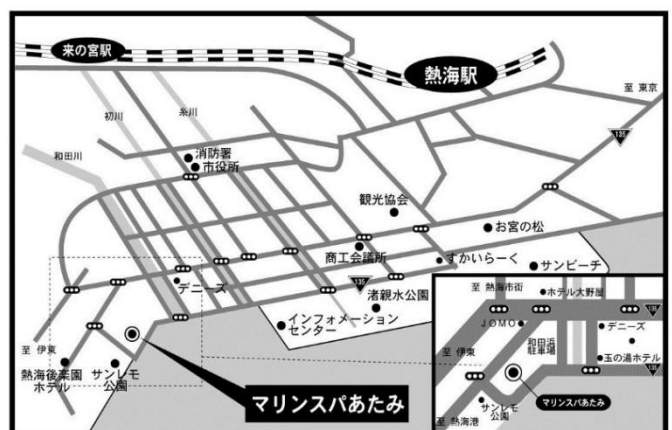 来の宮駅
熱海駅
至 東京
135
初川
糸川
和田川
消防署
市役所
観光協会
お宮の松
商工会議所
すかいらーく
サンビーチ
135
デニーズ
渚親水公園
インフォメーション
センター
至 伊東
熱海後楽園
ホテル
サンレモ
公園
マリンスパあたみ
至 熱海市街
ホテル大野屋
135
JOMO
和田浜
駐車場
デニーズ
至 伊東
玉の湯ホテル
135
サンレモ
公園
マリンスパあたみ
至 熱海港